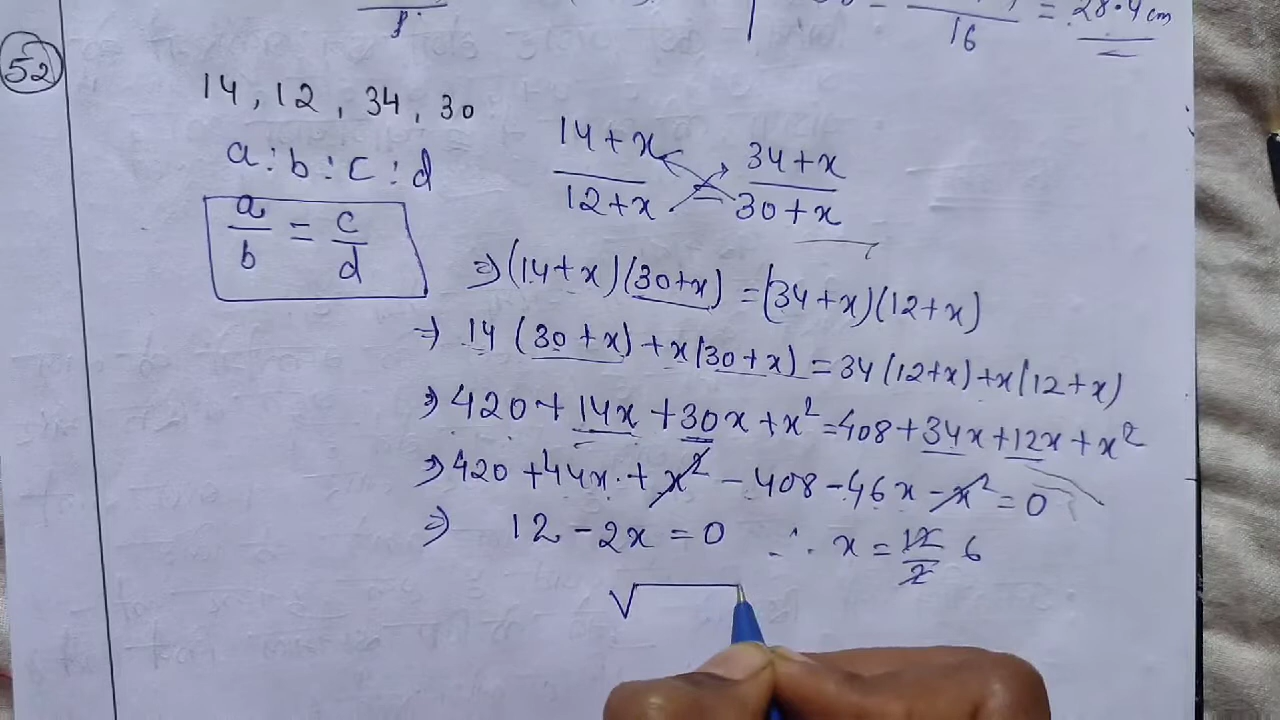 16 = 28.4 cm
52
14, 12, 34, 30
a : b : c : d
a/b = c/d
(14+x)/(12+x) = (34+x)/(30+x)
⇒ (14+x)(30+x) = (34+x)(12+x)
⇒ 14(30+x)+x(30+x) = 34(12+x)+x(12+x)
⇒ 420+14x+30x+x² = 408+34x+12x+x²
⇒ 420+44x+x²-408-46x-x² = 0
⇒ 12-2x = 0 ∴ x = 12/2 6
√